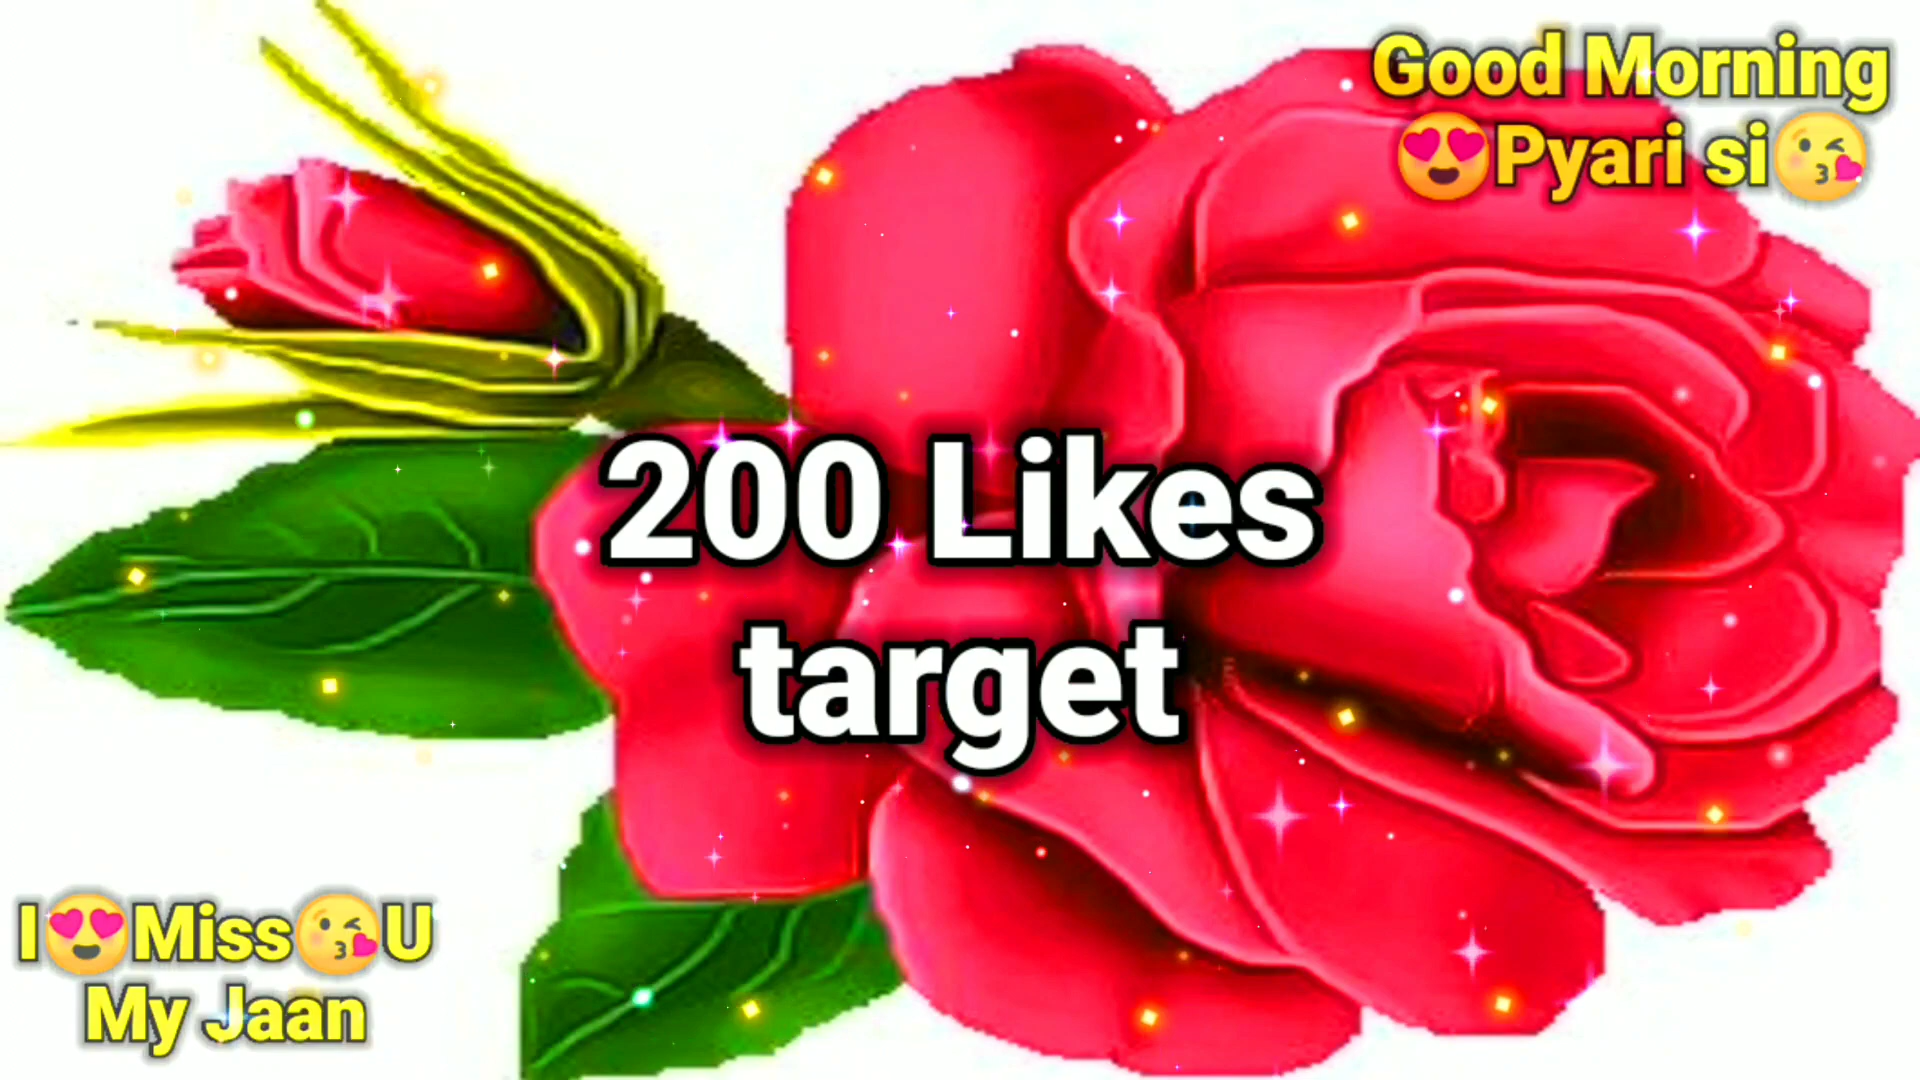 Good Morning
😍Pyari si😘
200 Likes
target
I😍Miss😘U
My Jaan